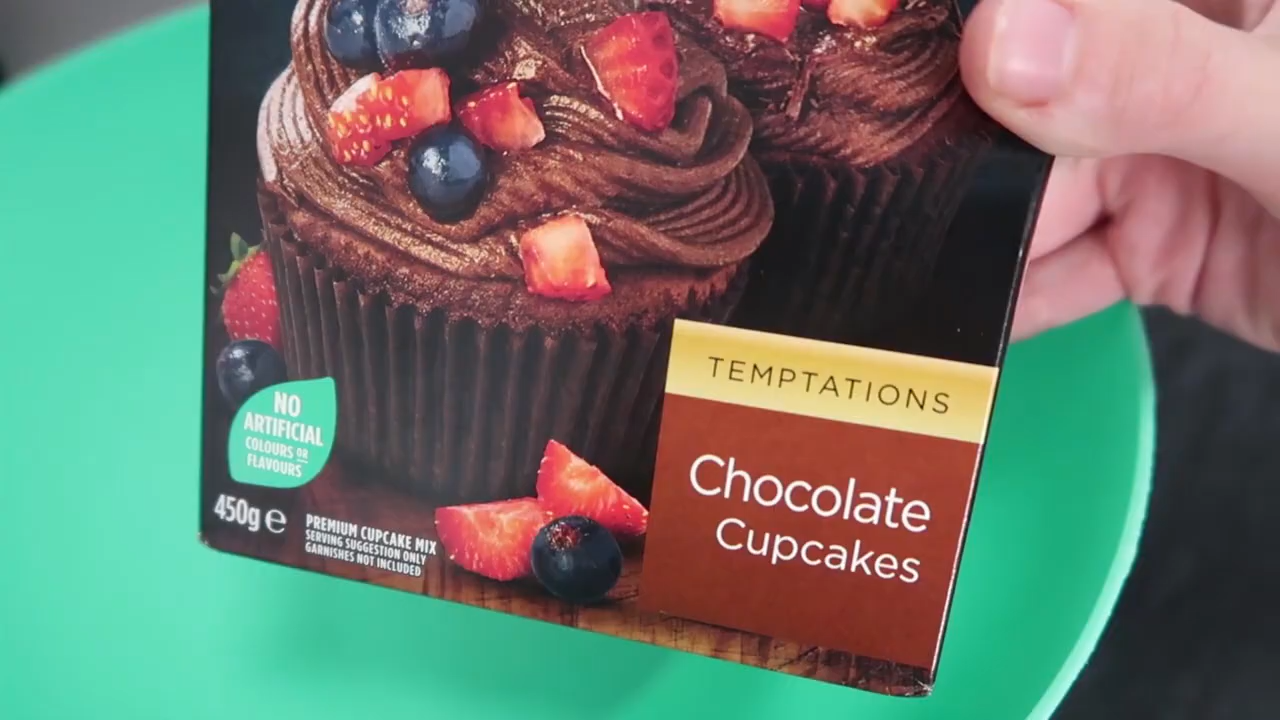 TEMPTATIONS
Chocolate
Cupcakes
NO
ARTIFICIAL
COLOURS OR
FLAVOURS
450g e
PREMIUM CUPCAKE MIX
SERVING SUGGESTION ONLY
GARNISHES NOT INCLUDED